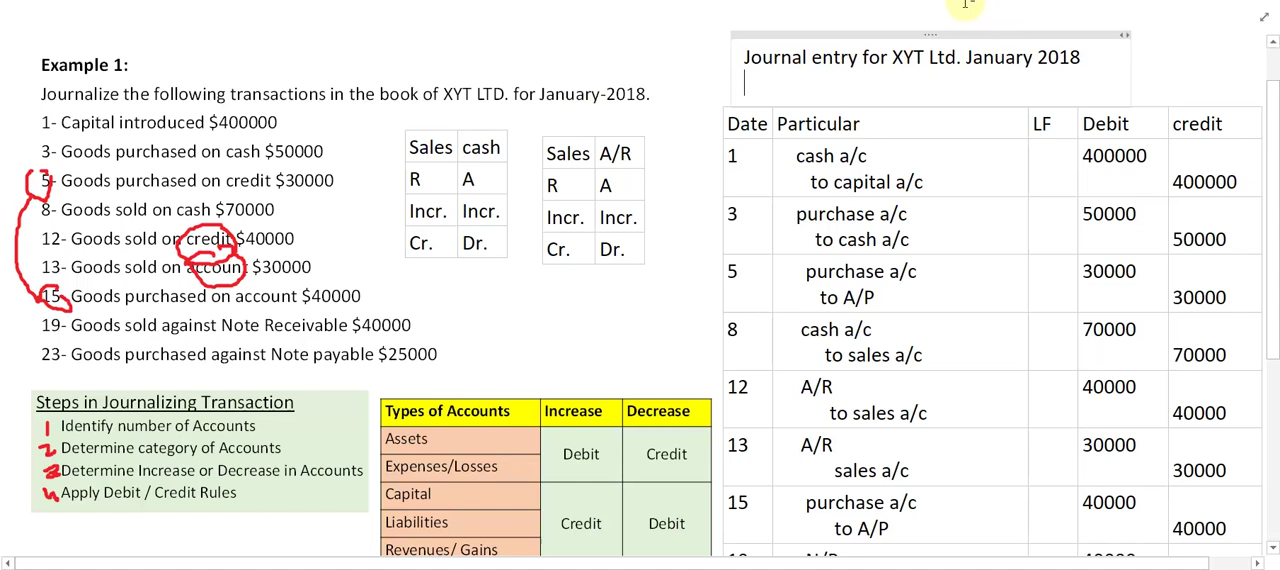 Example 1:
Journalize the following transactions in the book of XYT LTD. for January-2018.
1- Capital introduced $400000
3- Goods purchased on cash $50000
5- Goods purchased on credit $30000
8- Goods sold on cash $70000
12- Goods sold on credit $40000
13- Goods sold on account $30000
15- Goods purchased on account $40000
19- Goods sold against Note Receivable $40000
23- Goods purchased against Note payable $25000
Sales cash
R A
Incr. Incr.
Cr. Dr.
Sales A/R
R A
Incr. Incr.
Cr. Dr.
Steps in Journalizing Transaction
1 Identify number of Accounts
2 Determine category of Accounts
3 Determine Increase or Decrease in Accounts
4 Apply Debit / Credit Rules
Types of Accounts Increase Decrease
Assets
Debit Credit
Expenses/Losses
Capital
Liabilities
Credit Debit
Revenues/ Gains
Journal entry for XYT Ltd. January 2018
Date Particular LF Debit credit
1 cash a/c 400000
to capital a/c 400000
3 purchase a/c 50000
to cash a/c 50000
5 purchase a/c 30000
to A/P 30000
8 cash a/c 70000
to sales a/c 70000
12 A/R 40000
to sales a/c 40000
13 A/R 30000
sales a/c 30000
15 purchase a/c 40000
to A/P 40000